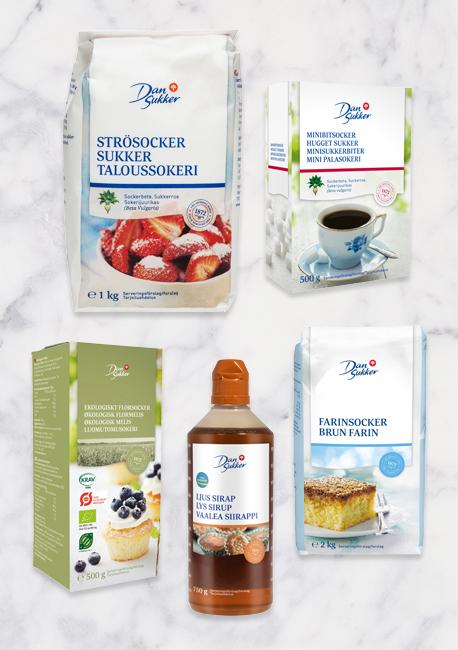 Dan
Sukker
STRÖSOCKER
SUKKER
TALOUSSOKERI
Sockerbeta, Sukkerroe,
Sokerijuurikas
(Beta Vulgaris)
1872
e 1 kg
Serveringsförslag/forslag
Tarjoiluehdotus
Dan
Sukker
MINIBITSOCKER
HUGGET SUKKER
MINISUKKERBITER
MINI PALASOKERI
Sockerbeta, Sukkerroe,
Sokerijuurikas
(Beta vulgaris)
500 g
Dan
Sukker
EKOLOGISKT FLORSOCKER
ØKOLOGISK FLORMELIS
ØKOLOGISK MELIS
LUOMUTOMUSOKERI
KRAV
e 500 g
Dan
Sukker
LJUS SIRAP
LYS SIRUP
VAALEA SIIRAPPI
750 g
Dan
Sukker
FARINSOCKER
BRUN FARIN
e 2 kg
Serveringsförslag/forslag